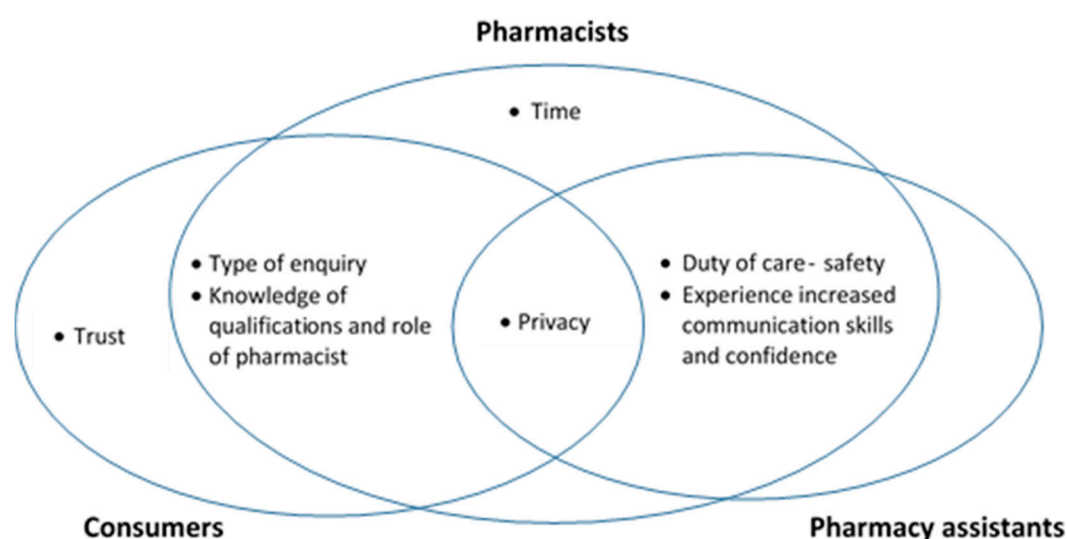 Pharmacists
• Time
• Type of enquiry
• Knowledge of
qualifications and role
of pharmacist
• Trust
• Privacy
• Duty of care- safety
• Experience increased
communication skills
and confidence
Consumers
Pharmacy assistants